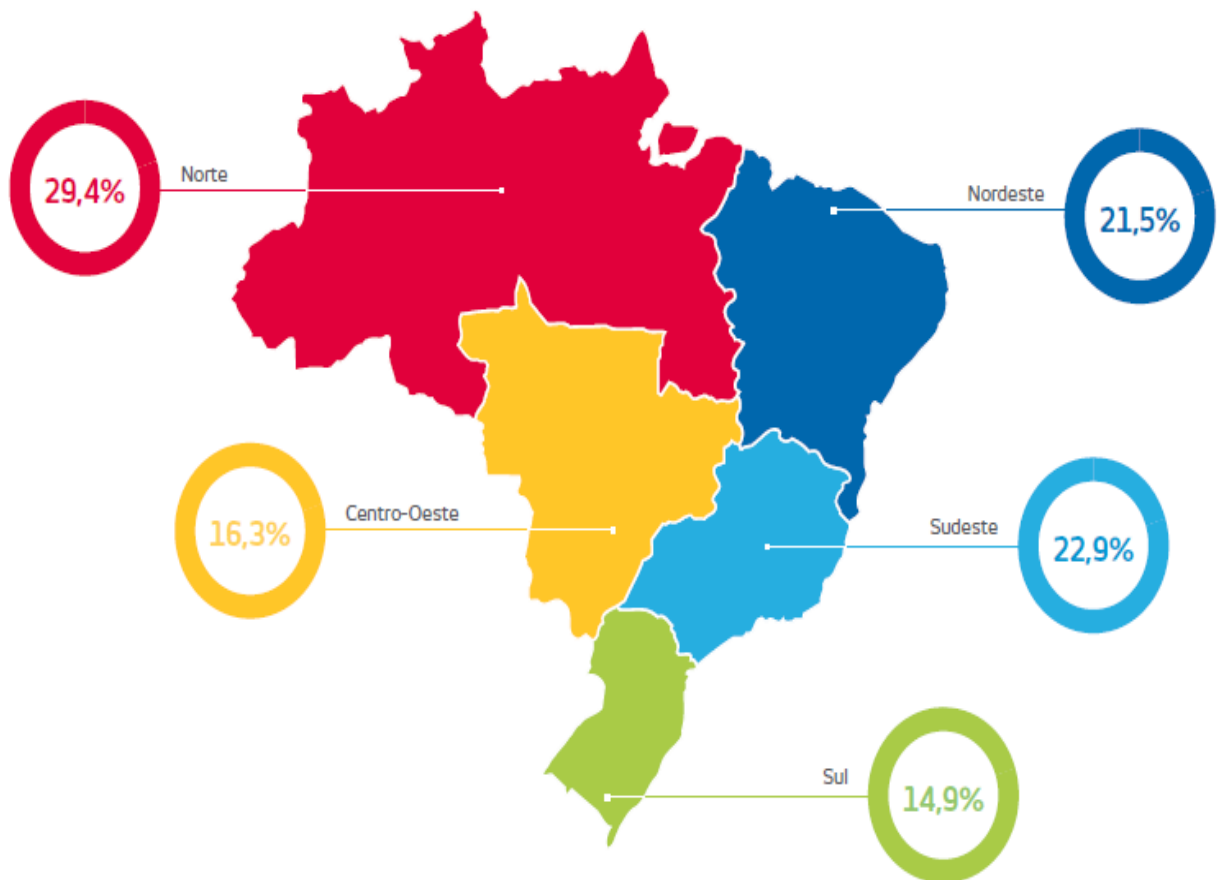 Norte
29,4%
Nordeste
21,5%
Centro-Oeste
16,3%
Sudeste
22,9%
Sul
14,9%